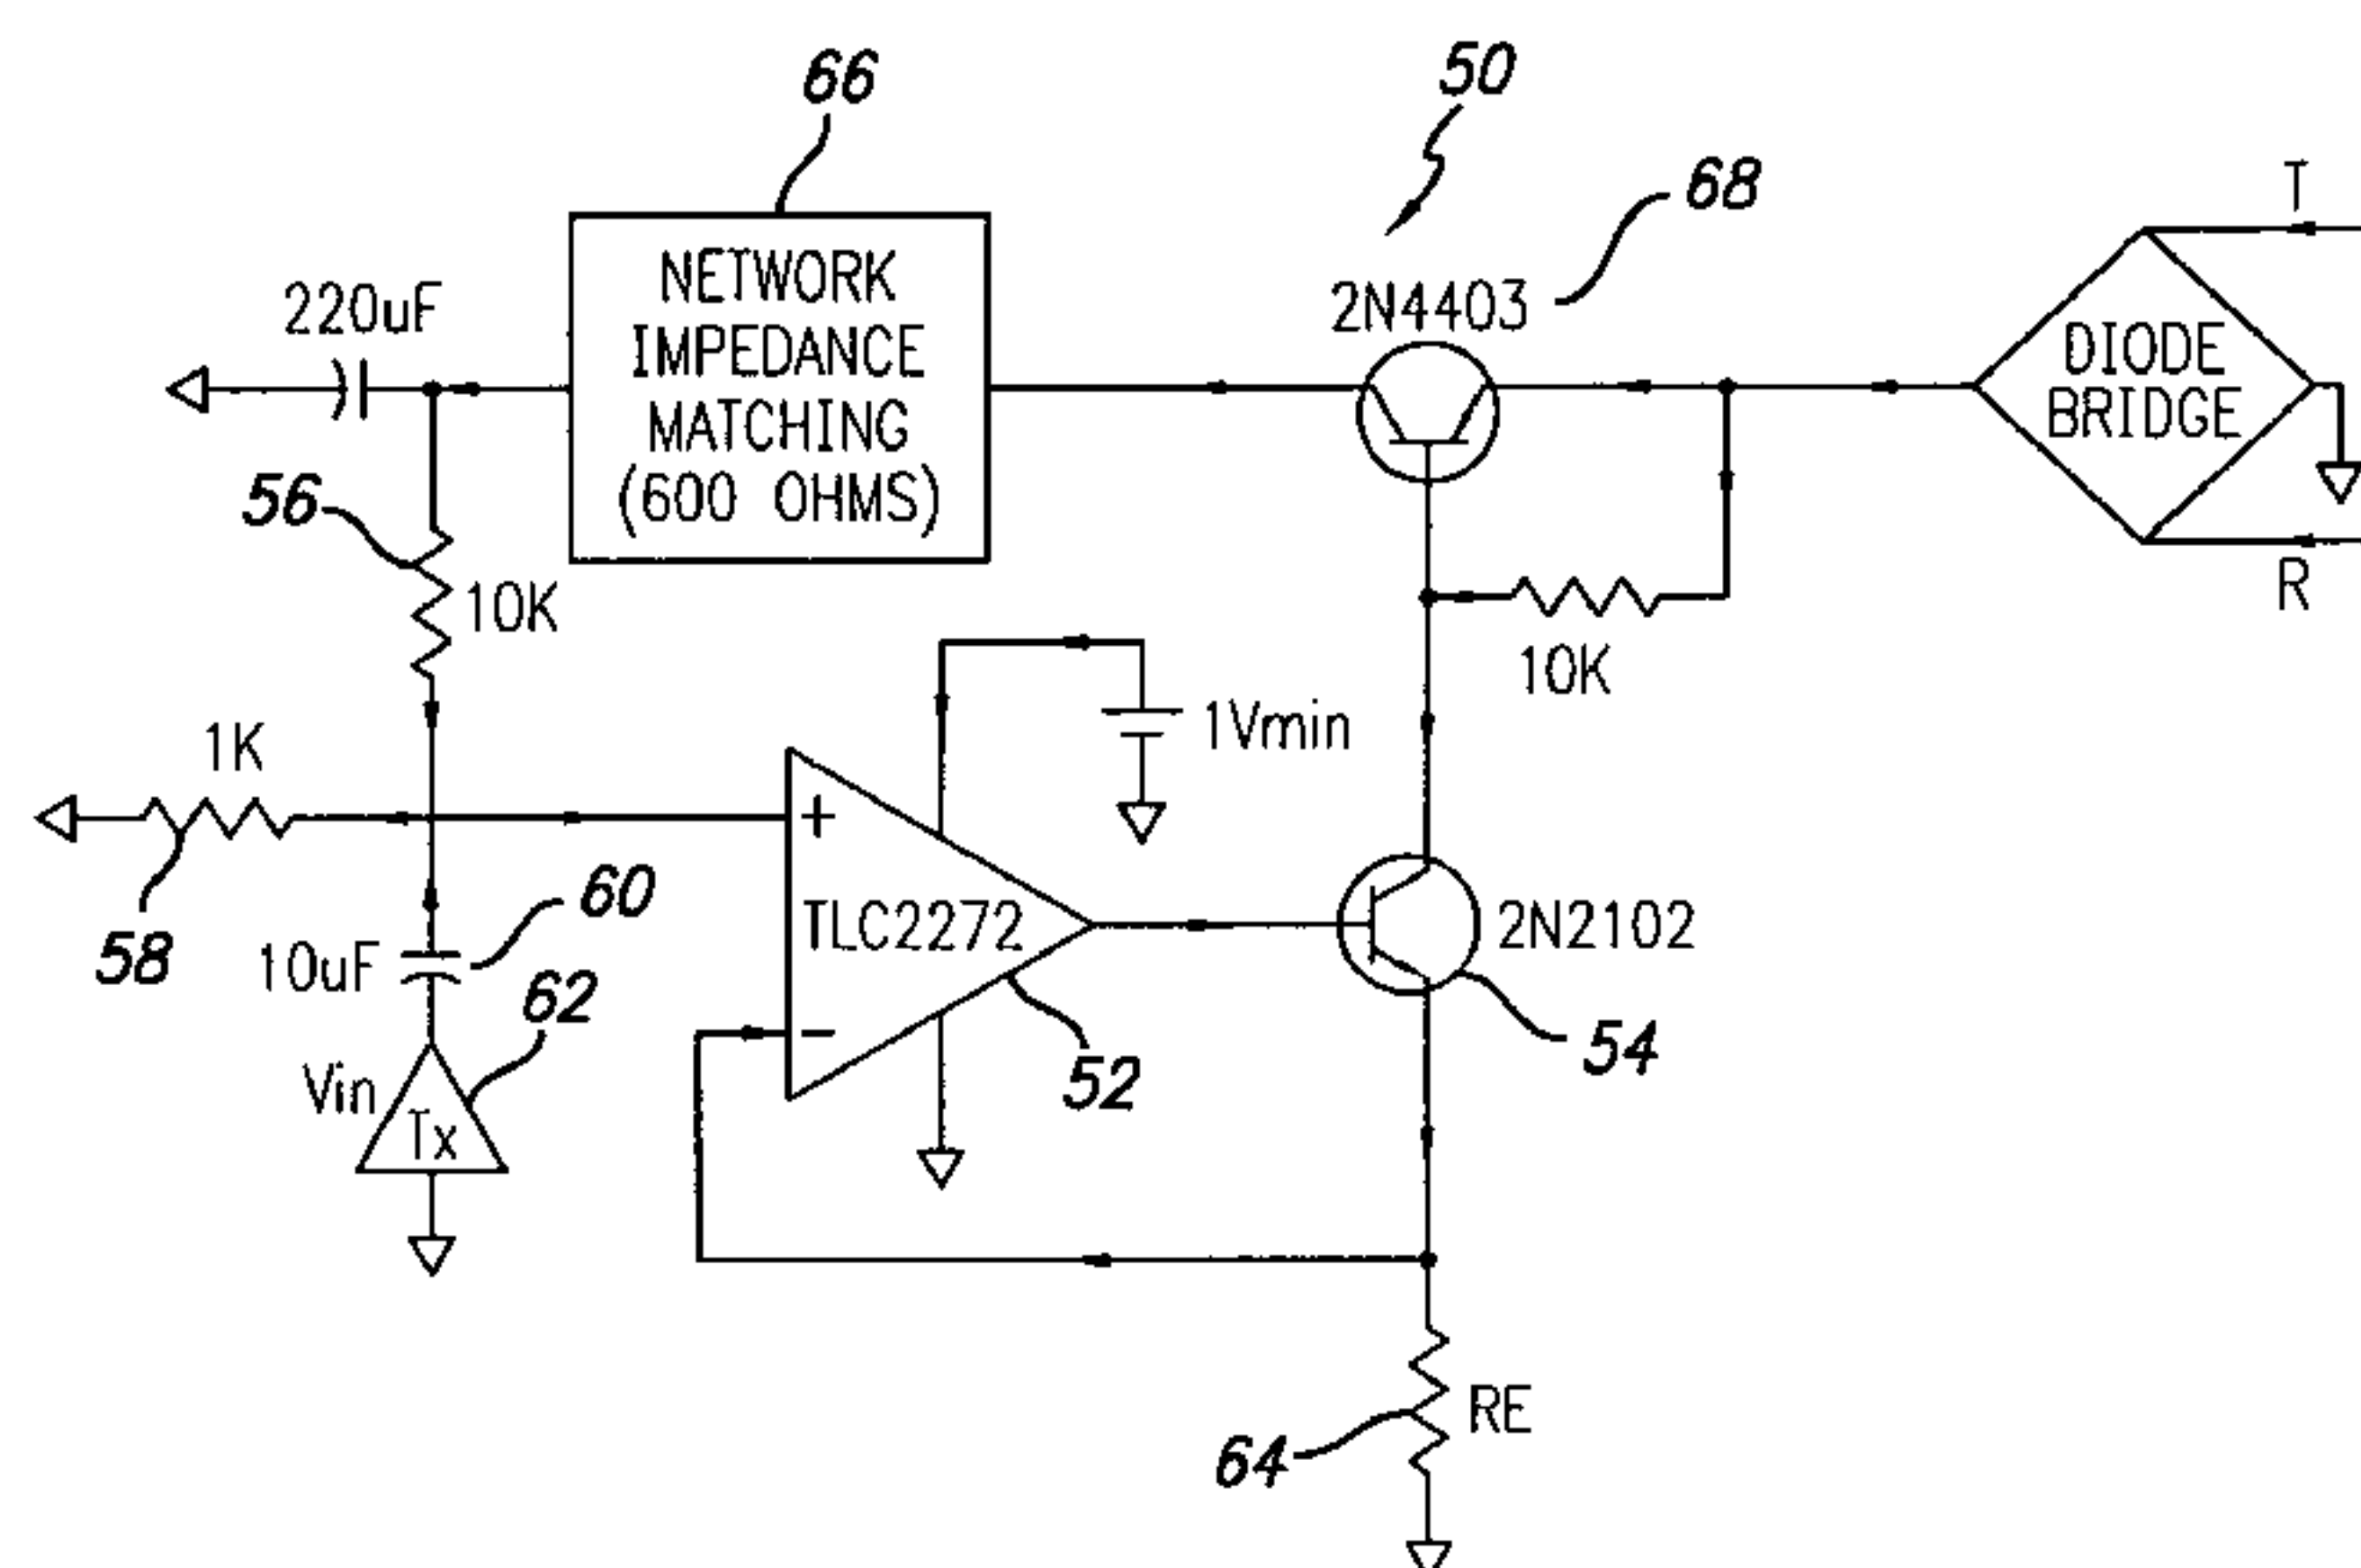 66
50
68
T
NETWORK
IMPEDANCE
MATCHING
(600 OHMS)
220uF
2N4403
DIODE
BRIDGE
56
10K
R
10K
1K
1Vmin
+
TLC2272
2N2102
58
10uF
60
62
−
54
Vin
Tx
52
RE
64